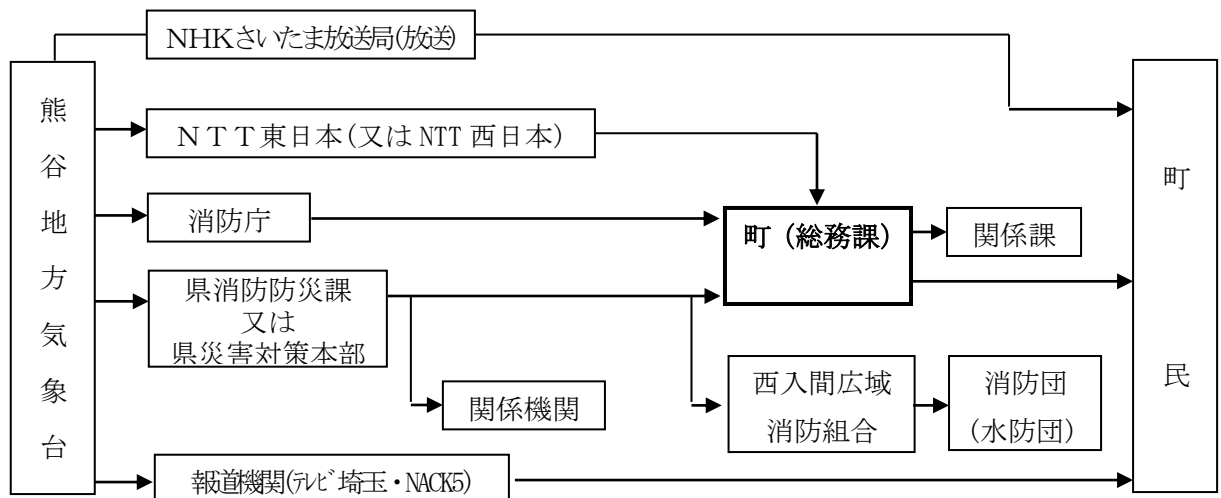 NHKさいたま放送局(放送)
熊谷地方気象台
NTT東日本(又は NTT 西日本)
消防庁
県消防防災課
又は
県災害対策本部
関係機関
報道機関(テレビ埼玉・NACK5)
町(総務課)
関係課
西入間広域
消防組合
消防団
(水防団)
町民